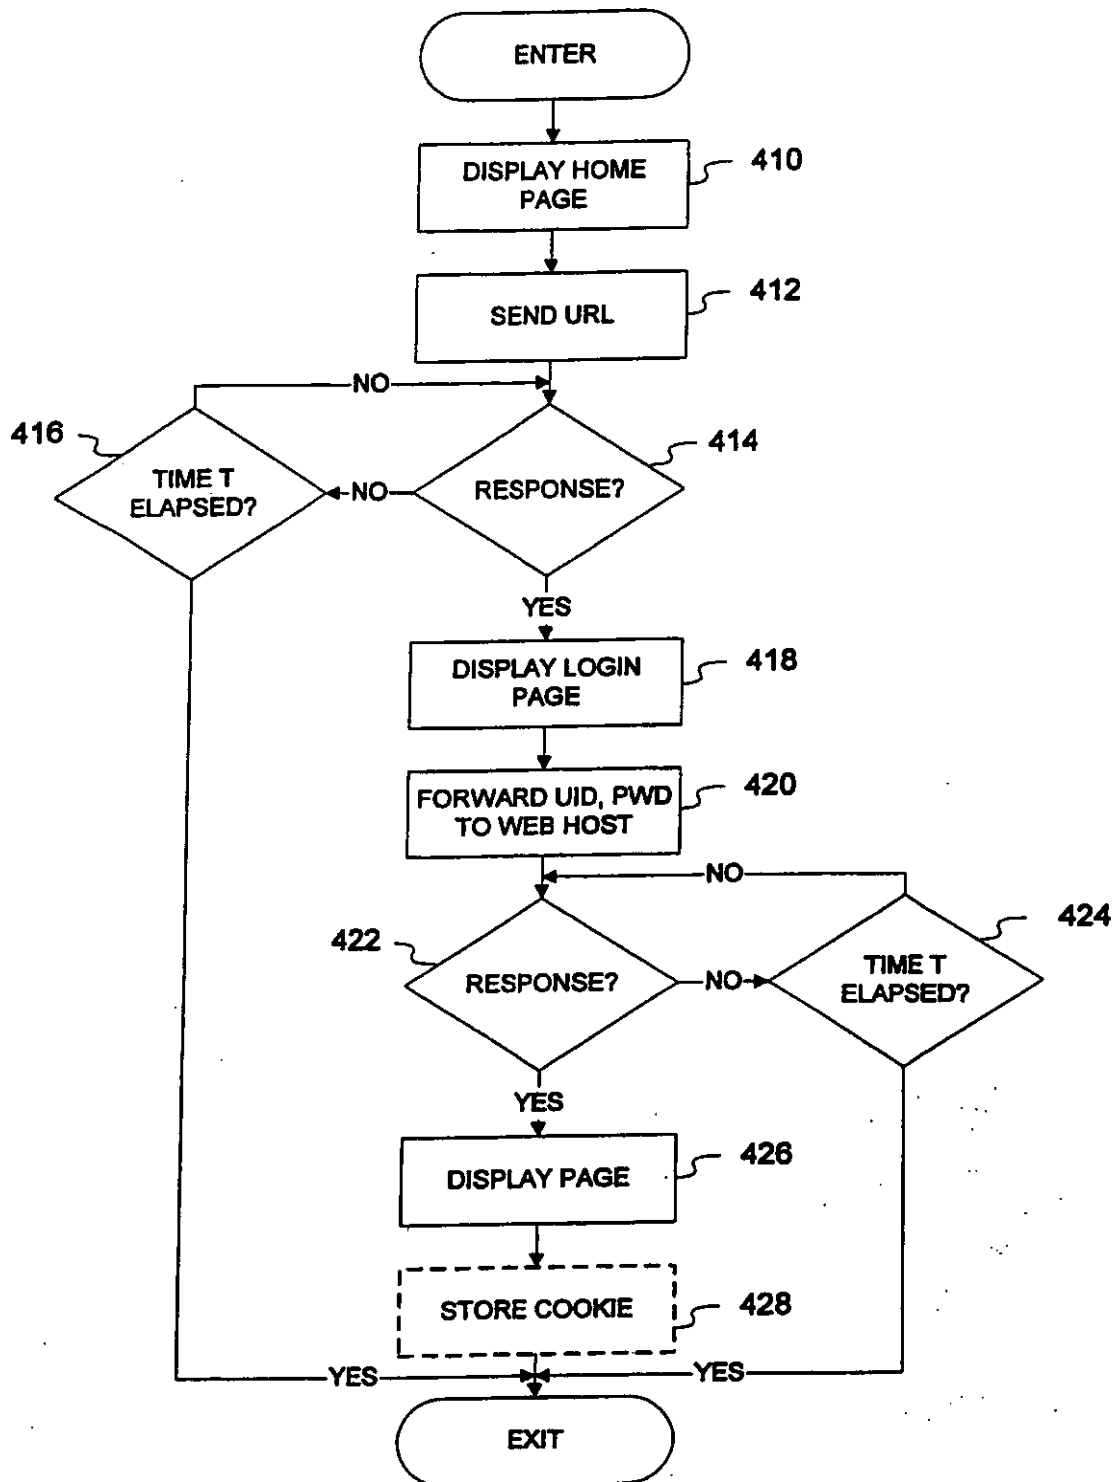 ENTER
DISPLAY HOME
PAGE
410
SEND URL
412
NO
416
TIME T
ELAPSED?
NO
RESPONSE?
414
YES
DISPLAY LOGIN
PAGE
418
FORWARD UID, PWD
TO WEB HOST
420
NO
422
RESPONSE?
NO
TIME T
ELAPSED?
424
YES
DISPLAY PAGE
426
STORE COOKIE
428
YES
YES
EXIT